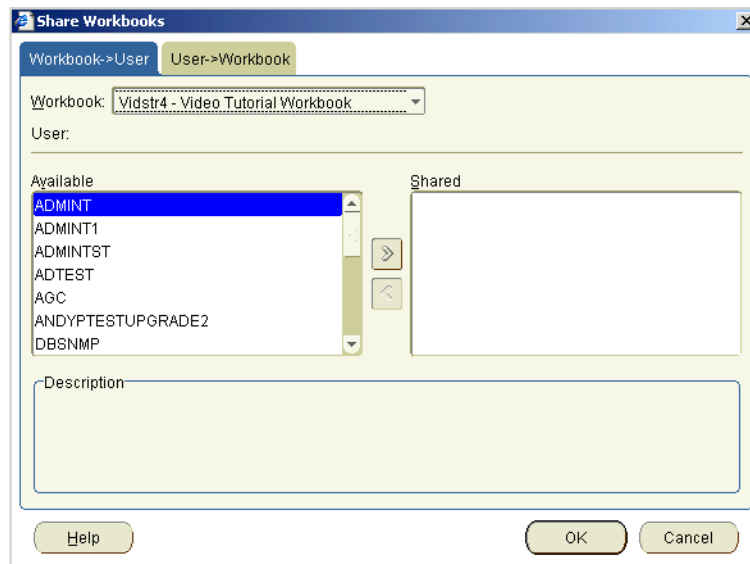 Share Workbooks
Workbook->User User->Workbook
Workbook: Vidstr4 - Video Tutorial Workbook
User:
Available Shared
ADMINT
ADMINT1
ADMINTST
ADTEST
AGC
ANDYPTESTUPGRADE2
DBSNMP
Description
Help OK Cancel